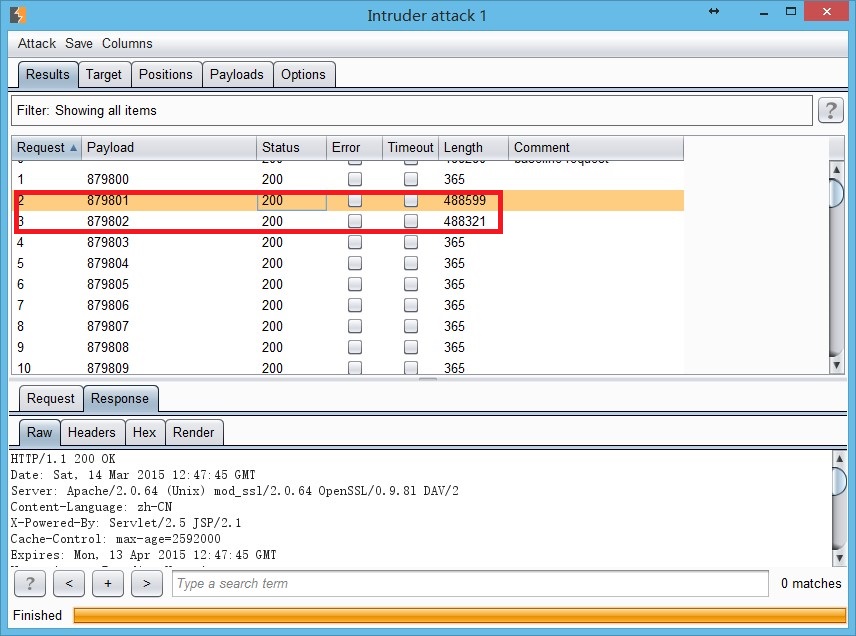 Intruder attack 1
Attack Save Columns
Results Target Positions Payloads Options
Filter: Showing all items
?
Request Payload Status Error Timeout Length Comment
200 baseline request
1 879800 200 365
2 879801 200 488599
3 879802 200 488321
4 879803 200 365
5 879804 200 365
6 879805 200 365
7 879806 200 365
8 879807 200 365
9 879808 200 365
10 879809 200 365
Request Response
Raw Headers Hex Render
HTTP/1.1 200 OK
Date: Sat, 14 Mar 2015 12:47:45 GMT
Server: Apache/2.0.64 (Unix) mod_ssl/2.0.64 OpenSSL/0.9.8l DAV/2
Content-Language: zh-CN
X-Powered-By: Servlet/2.5 JSP/2.1
Cache-Control: max-age=2592000
Expires: Mon, 13 Apr 2015 12:47:45 GMT
? < + > Type a search term 0 matches
Finished